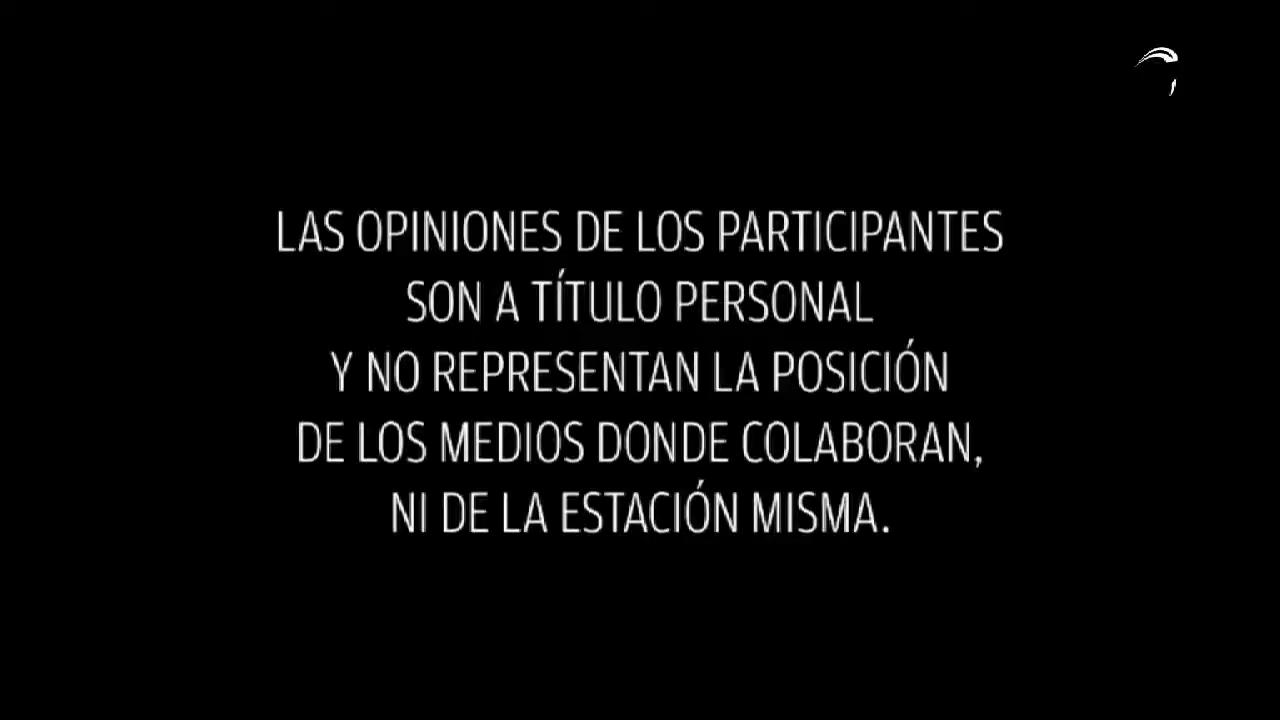 LAS OPINIONES DE LOS PARTICIPANTES
SON A TÍTULO PERSONAL
Y NO REPRESENTAN LA POSICIÓN
DE LOS MEDIOS DONDE COLABORAN,
NI DE LA ESTACIÓN MISMA.